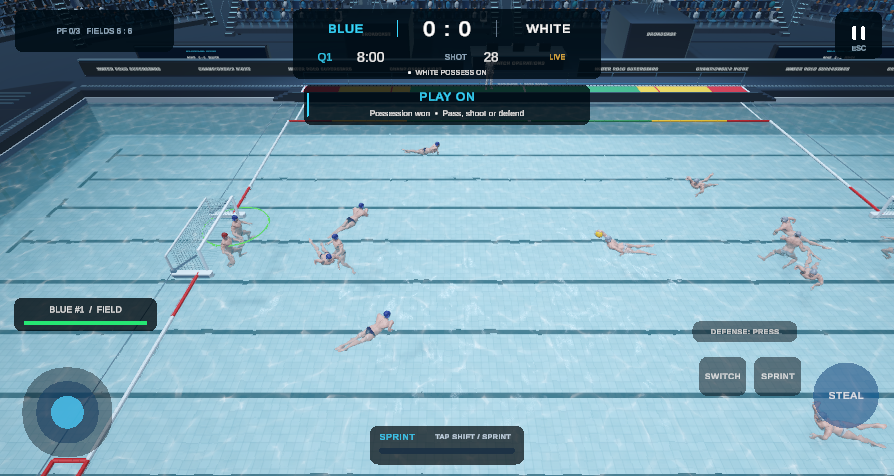 PF 0/3 FIELDS 6 : 6
BLUE 0 : 0 WHITE
Q1 8:00 SHOT 28 LIVE
• WHITE POSSESSION
ESC
PLAY ON
Possession won • Pass, shoot or defend
BLUE #1 / FIELD
DEFENSE: PRESS
SWITCH SPRINT
STEAL
SPRINT TAP SHIFT / SPRINT